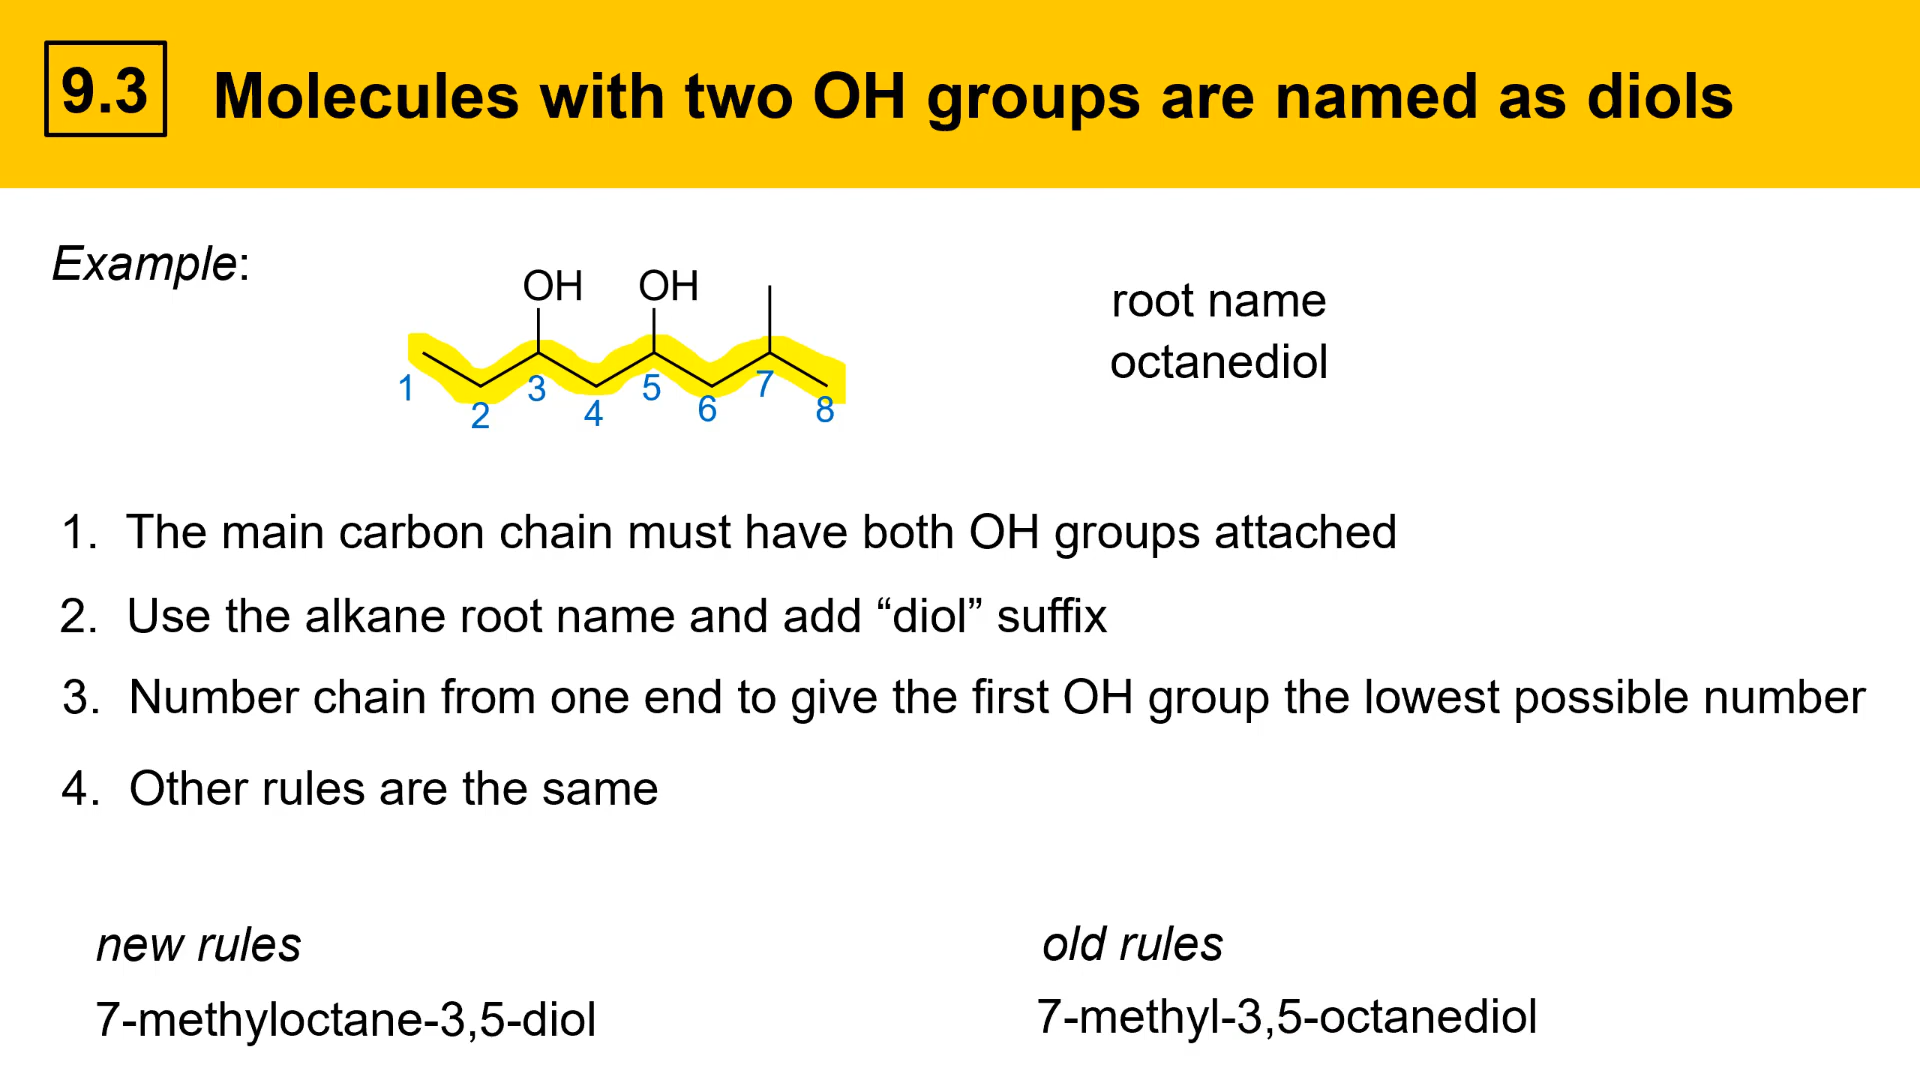 9.3 Molecules with two OH groups are named as diols
Example:
OH OH
1 2 3 4 5 6 7 8
root name
octanediol
1. The main carbon chain must have both OH groups attached
2. Use the alkane root name and add “diol” suffix
3. Number chain from one end to give the first OH group the lowest possible number
4. Other rules are the same
new rules
7-methyloctane-3,5-diol
old rules
7-methyl-3,5-octanediol